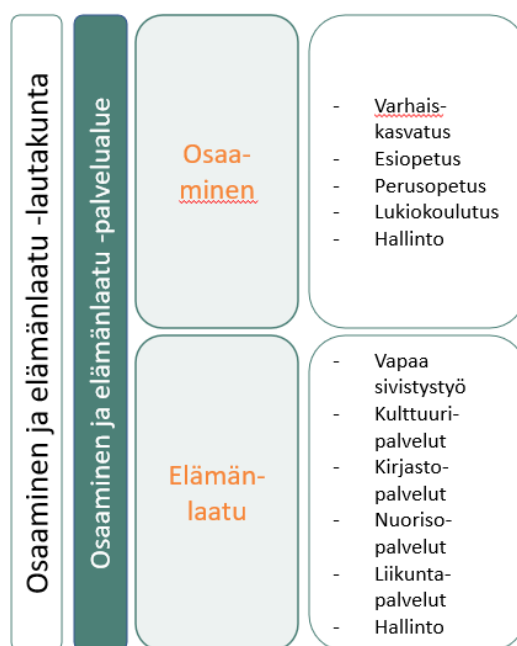 Osaaminen ja elämänlaatu -lautakunta
Osaaminen ja elämänlaatu -palvelualue
Osaa-
minen
- Varhais-
kasvatus
- Esiopetus
- Perusopetus
- Lukiokoulutus
- Hallinto
Elämän-
laatu
- Vapaa
sivistystyö
- Kulttuuri-
palvelut
- Kirjasto-
palvelut
- Nuoriso-
palvelut
- Liikunta-
palvelut
- Hallinto